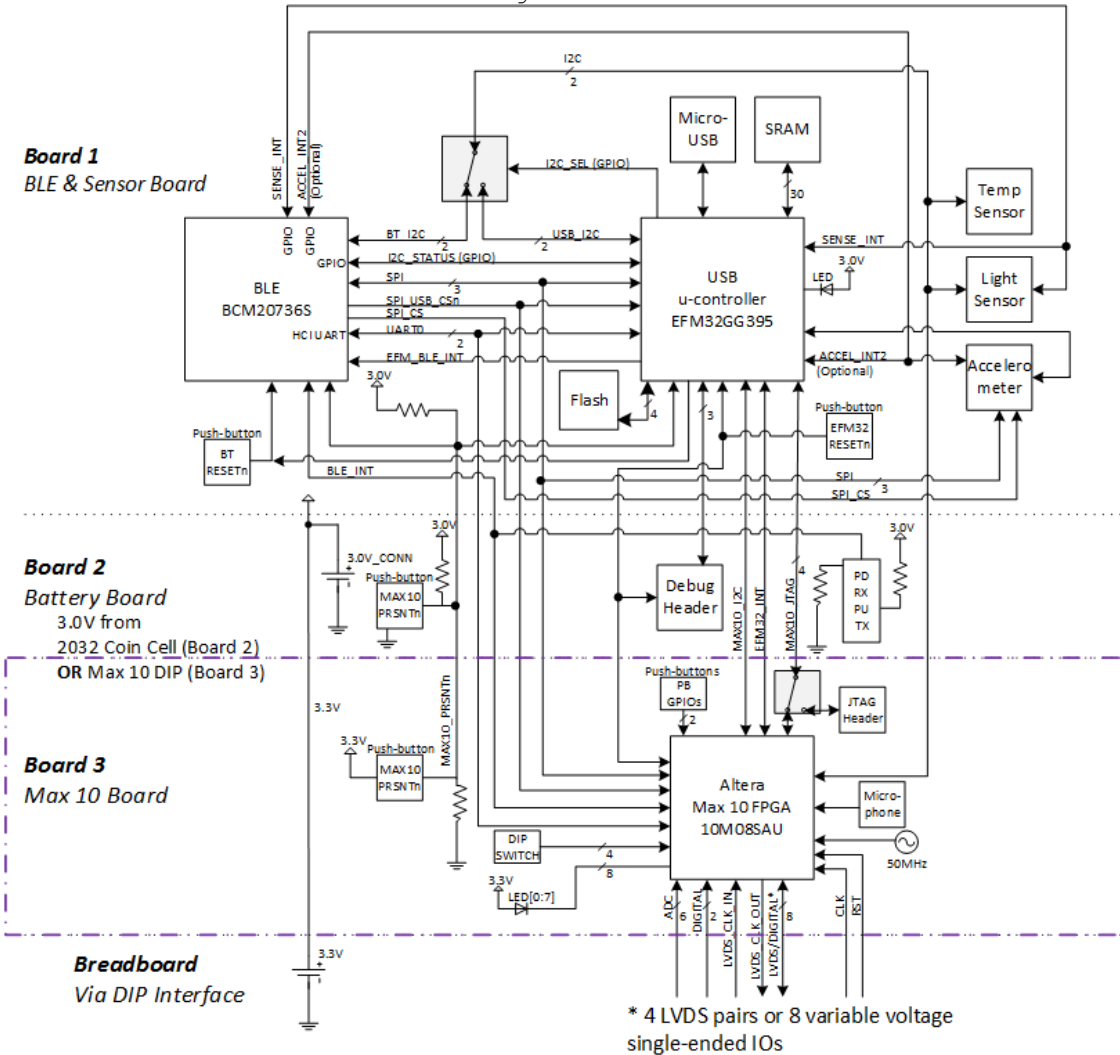 I2C
2
Micro-
USB
SRAM
Board 1
BLE & Sensor Board
SENSE_INT
ACCEL_INT2
(Optional)
I2C_SEL (GPIO)
30
Temp
Sensor
GPIO
GPIO
BT_I2C
2
2
USB_I2C
SENSE_INT
GPIO
I2C_STATUS (GPIO)
BLE
BCM20736S
SPI
3
USB
u-controller
EFM32GG395
LED
3.0V
Light
Sensor
SPI_USB_CSn
SPI_CS
HCI UART
UART0
2
EFM_BLE_INT
ACCEL_INT2
(Optional)
Accelero
meter
3.0V
Flash
4
3
Push-button
EFM32
RESETn
Push-button
BT
RESETn
BLE_INT
SPI
3
SPI_CS
3.0V
3.0V
Board 2
Battery Board
3.0V from
2032 Coin Cell (Board 2)
OR Max 10 DIP (Board 3)
3.0V_CONN
+
Push-button
MAX10
PRSNTn
Debug
Header
MAX10_I2C
EFM32_INT
MAX10_JTAG
4
PD
RX
PU
TX
3.3V
MAX10_PRSNTn
Push-buttons
PB
GPIOs
2
JTAG
Header
Board 3
Max 10 Board
3.3V
Push-button
MAX10
PRSNTn
Altera
Max 10 FPGA
10M08SAU
Micro-
phone
DIP
SWITCH
4
8
50MHz
3.3V
LED[0:7]
ADC
6
DIGITAL
2
LVDS_CLK_IN
LVDS_CLK_OUT
LVDS/DIGITAL*
8
CLK
RST
Breadboard
Via DIP Interface
3.3V
+
* 4 LVDS pairs or 8 variable voltage
single-ended IOs